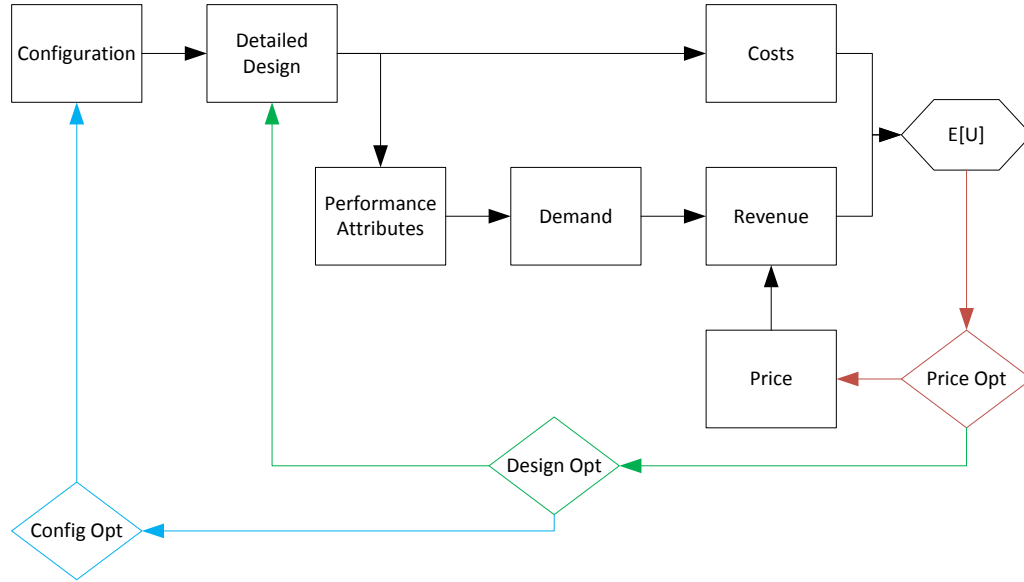 Configuration
Detailed
Design
Costs
E[U]
Performance
Attributes
Demand
Revenue
Price
Price Opt
Design Opt
Config Opt